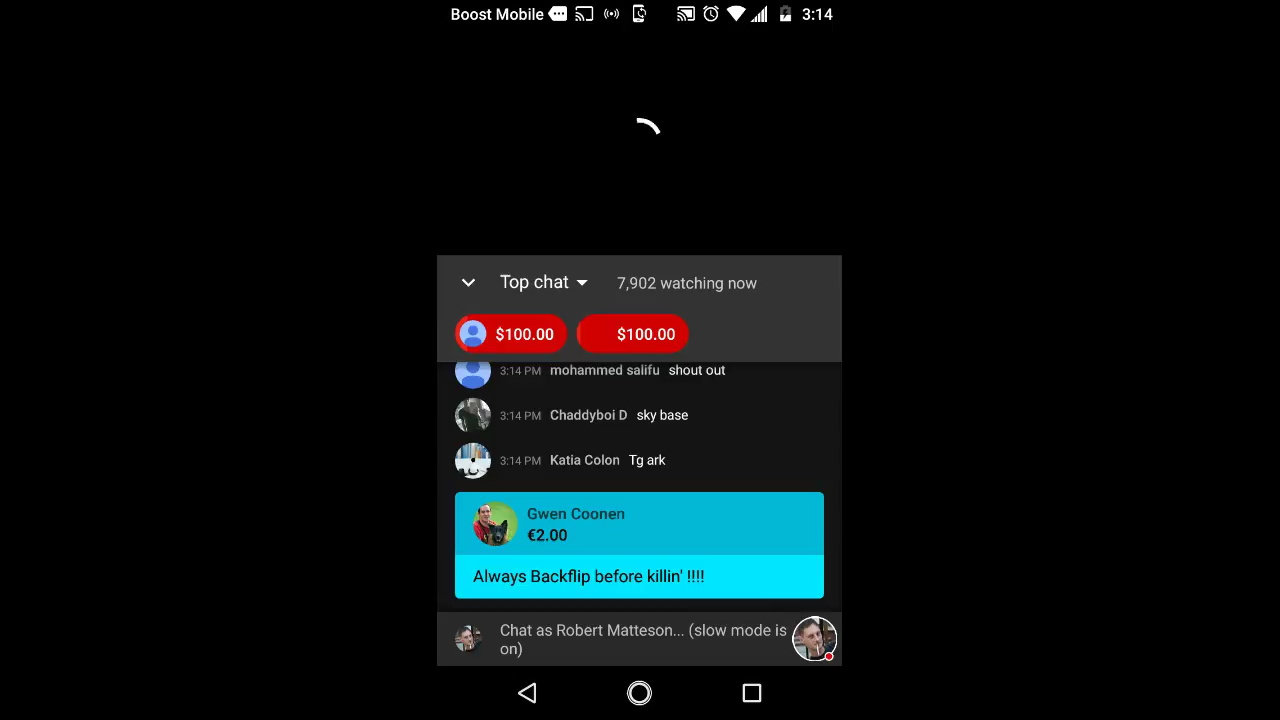 Boost Mobile 3:14
Top chat 7,902 watching now
$100.00 $100.00
3:14 PM mohammed salifu shout out
3:14 PM Chaddyboi D sky base
3:14 PM Katia Colon Tg ark
Gwen Coonen
€2.00
Always Backflip before killin' !!!!
Chat as Robert Matteson... (slow mode is
on)